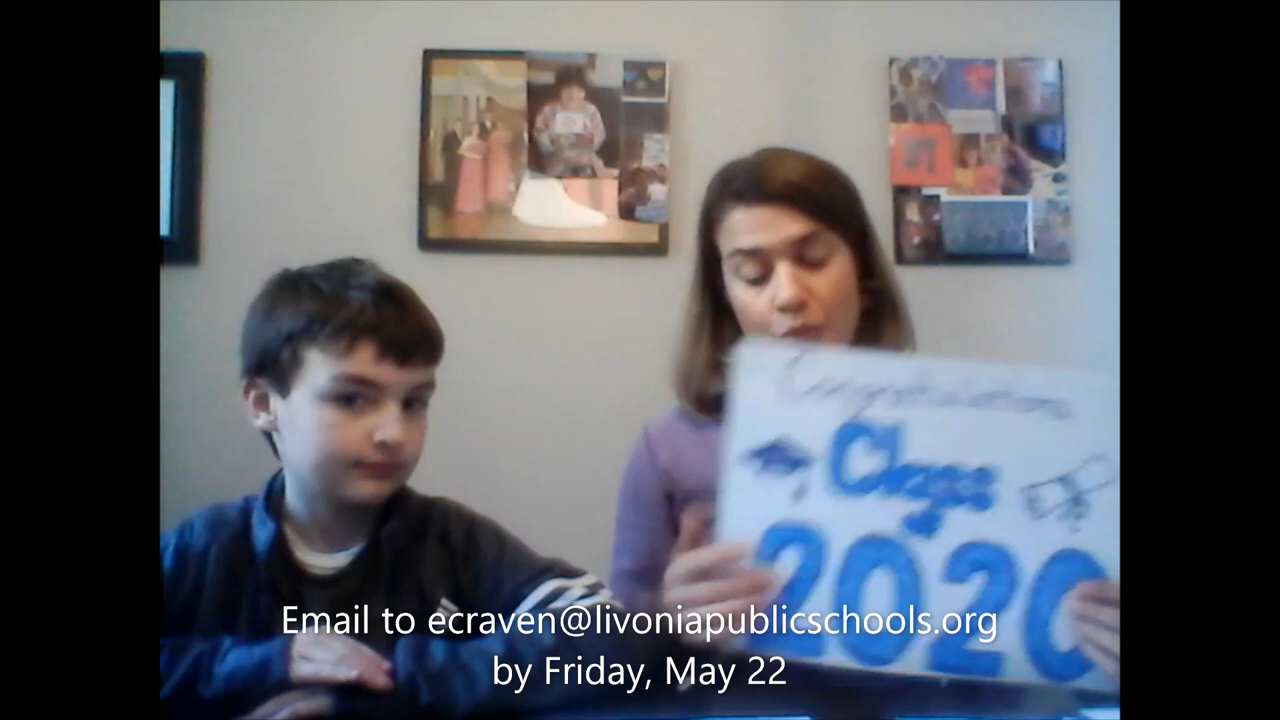 Congratulations
Class
2020
Email to ecraven@livoniapublicschools.org
by Friday, May 22